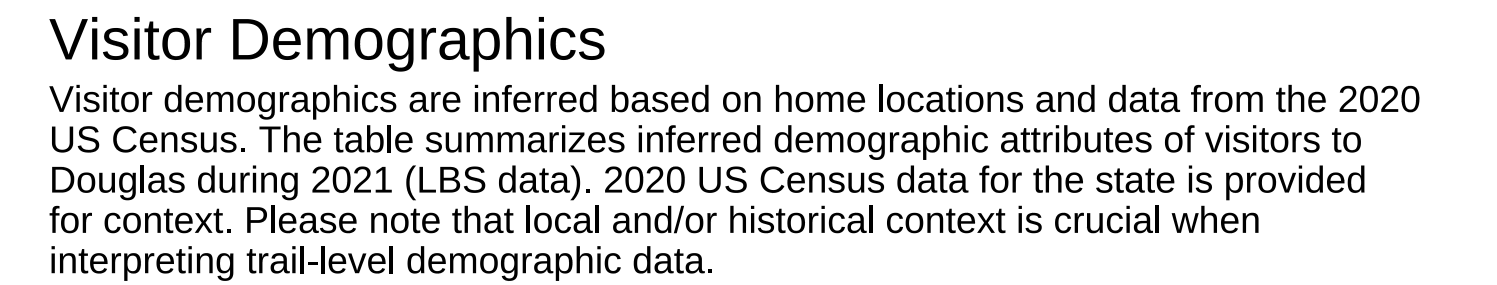 Visitor Demographics
Visitor demographics are inferred based on home locations and data from the 2020
US Census. The table summarizes inferred demographic attributes of visitors to
Douglas during 2021 (LBS data). 2020 US Census data for the state is provided
for context. Please note that local and/or historical context is crucial when
interpreting trail-level demographic data.